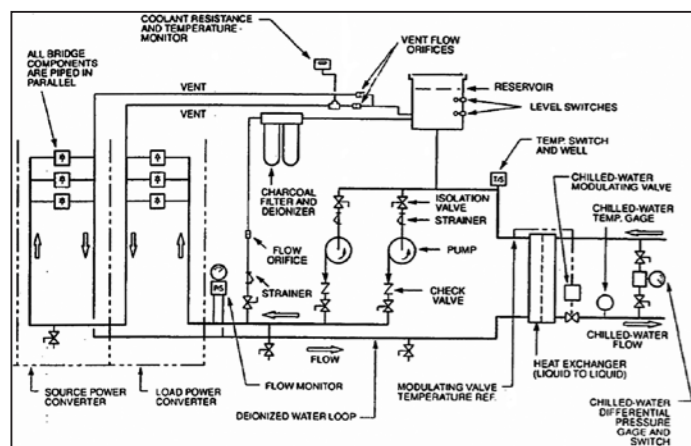 COOLANT RESISTANCE
AND TEMPERATURE-
MONITOR
ALL BRIDGE
COMPONENTS
ARE PIPED IN
PARALLEL
VENT
VENT
VENT FLOW
ORIFICES
RESERVOIR
LEVEL SWITCHES
TEMP. SWITCH
AND WELL
T/S
CHILLED-WATER
MODULATING VALVE
CHILLED-WATER
TEMP. GAGE
CHARCOAL
FILTER AND
DEIONIZER
ISOLATION
VALVE
STRAINER
PUMP
FLOW
ORIFICE
STRAINER
CHECK
VALVE
P/S
FLOW
CHILLED-WATER
FLOW
HEAT EXCHANGER
(LIQUID TO LIQUID)
SOURCE POWER
CONVERTER
LOAD POWER
CONVERTER
FLOW MONITOR
DEIONIZED WATER LOOP
MODULATING VALVE
TEMPERATURE REF.
CHILLED-WATER
DIFFERENTIAL
PRESSURE
GAGE AND
SWITCH